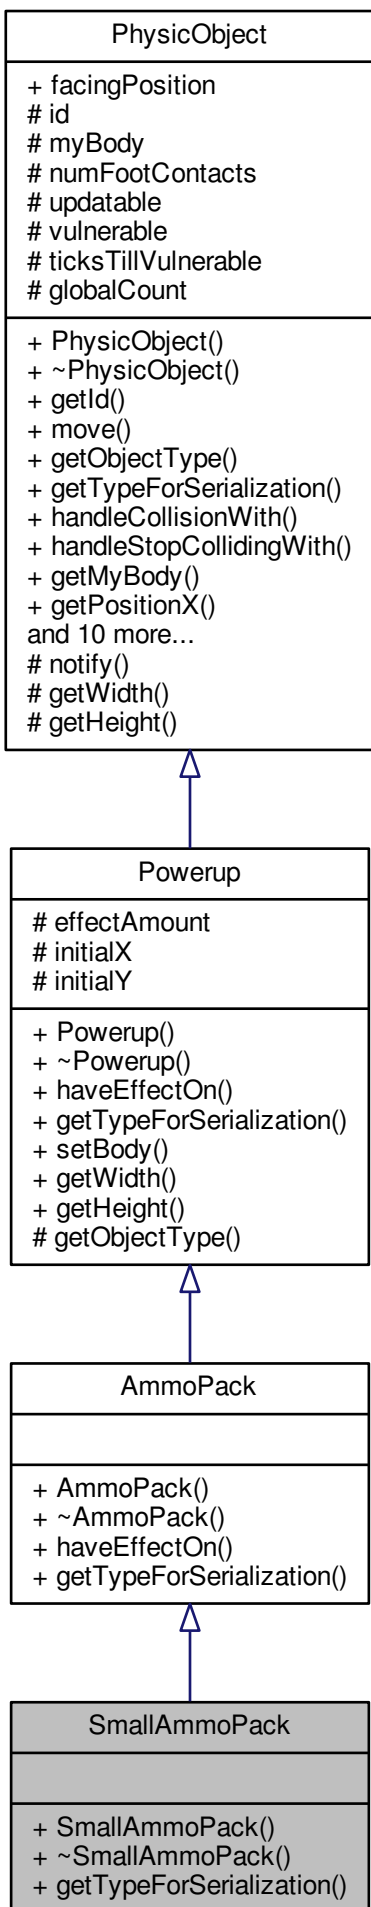 PhysicObject
+ facingPosition
# id
# myBody
# numFootContacts
# updatable
# vulnerable
# ticksTillVulnerable
# globalCount
+ PhysicObject()
+ ~PhysicObject()
+ getId()
+ move()
+ getObjectType()
+ getTypeForSerialization()
+ handleCollisionWith()
+ handleStopCollidingWith()
+ getMyBody()
+ getPositionX()
and 10 more...
# notify()
# getWidth()
# getHeight()
Powerup
# effectAmount
# initialX
# initialY
+ Powerup()
+ ~Powerup()
+ haveEffectOn()
+ getTypeForSerialization()
+ setBody()
+ getWidth()
+ getHeight()
# getObjectType()
AmmoPack
+ AmmoPack()
+ ~AmmoPack()
+ haveEffectOn()
+ getTypeForSerialization()
SmallAmmoPack
+ SmallAmmoPack()
+ ~SmallAmmoPack()
+ getTypeForSerialization()